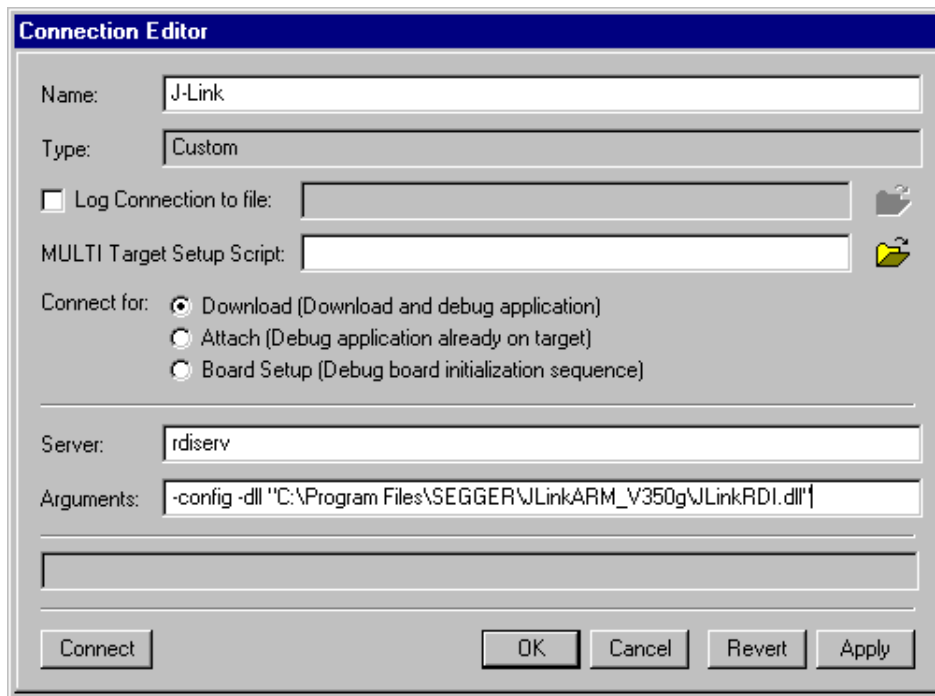 Connection Editor
Name: J-Link
Type: Custom
Log Connection to file:
MULTI Target Setup Script:
Connect for: Download (Download and debug application)
Attach (Debug application already on target)
Board Setup (Debug board initialization sequence)
Server: rdiserv
Arguments: -config -dll "C:\Program Files\SEGGER\JLinkARM_V350g\JLinkRDI.dll"
Connect OK Cancel Revert Apply